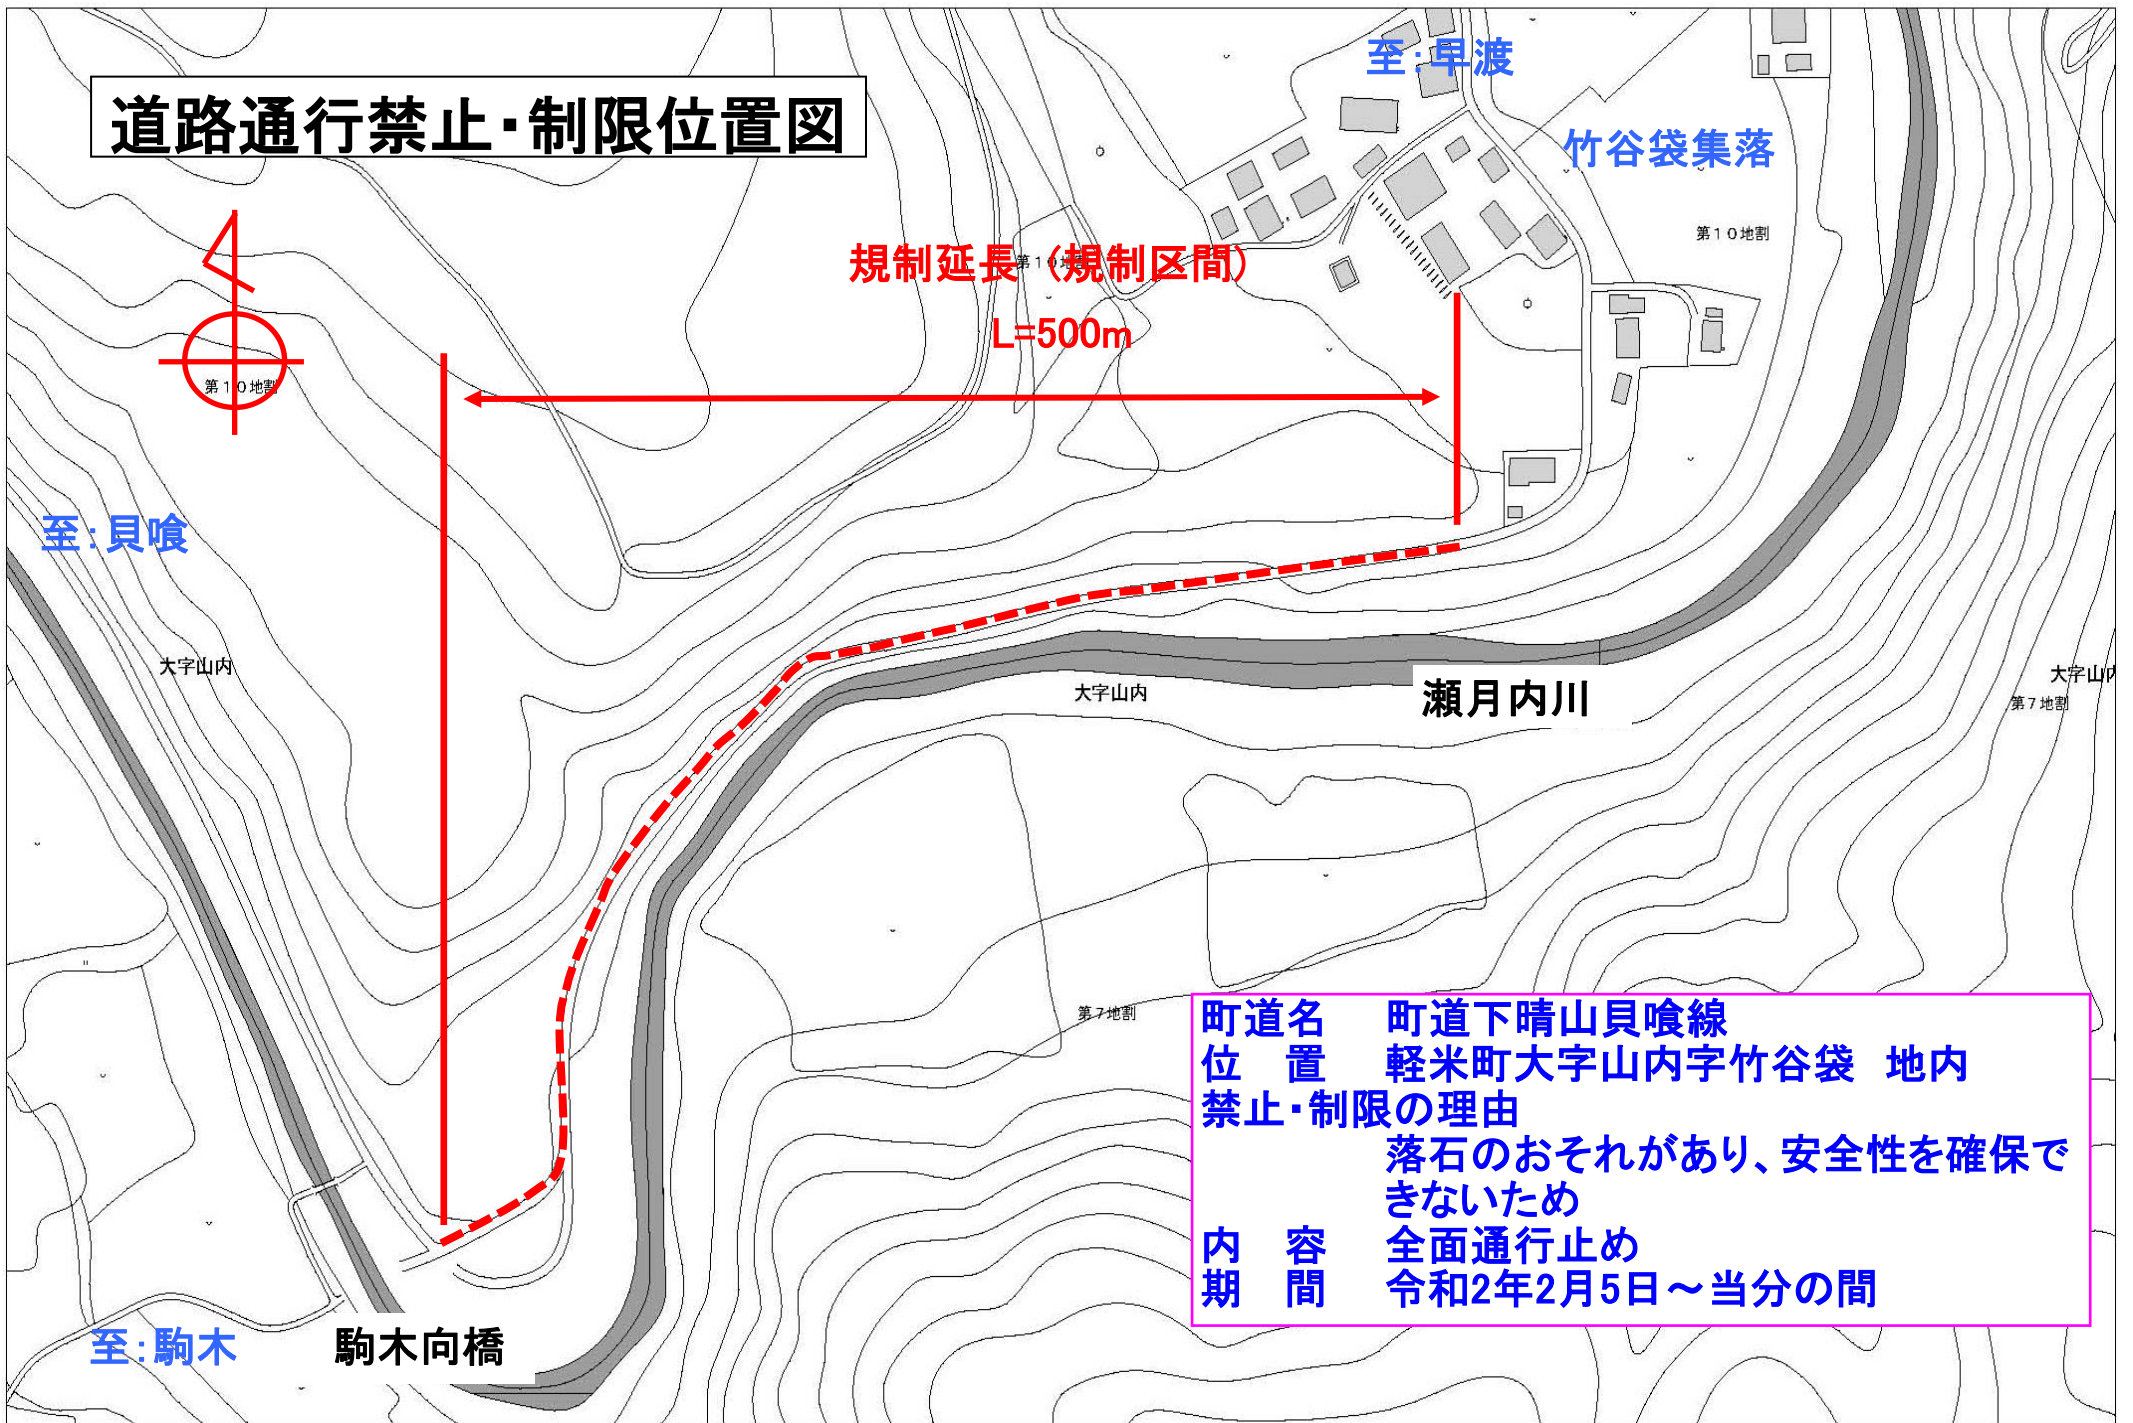 道路通行禁止・制限位置図
至:早渡
竹谷袋集落
第10地割
規制延長（規制区間）
第10地割
L=500m
第10地割
至:貝喰
大字山内
大字山内
瀬月内川
大字山内
第7地割
第7地割
町道名　町道下晴山貝喰線
位　置　軽米町大字山内字竹谷袋　地内
禁止・制限の理由
落石のおそれがあり、安全性を確保で
きないため
内　容　全面通行止め
期　間　令和2年2月5日～当分の間
至:駒木
駒木向橋